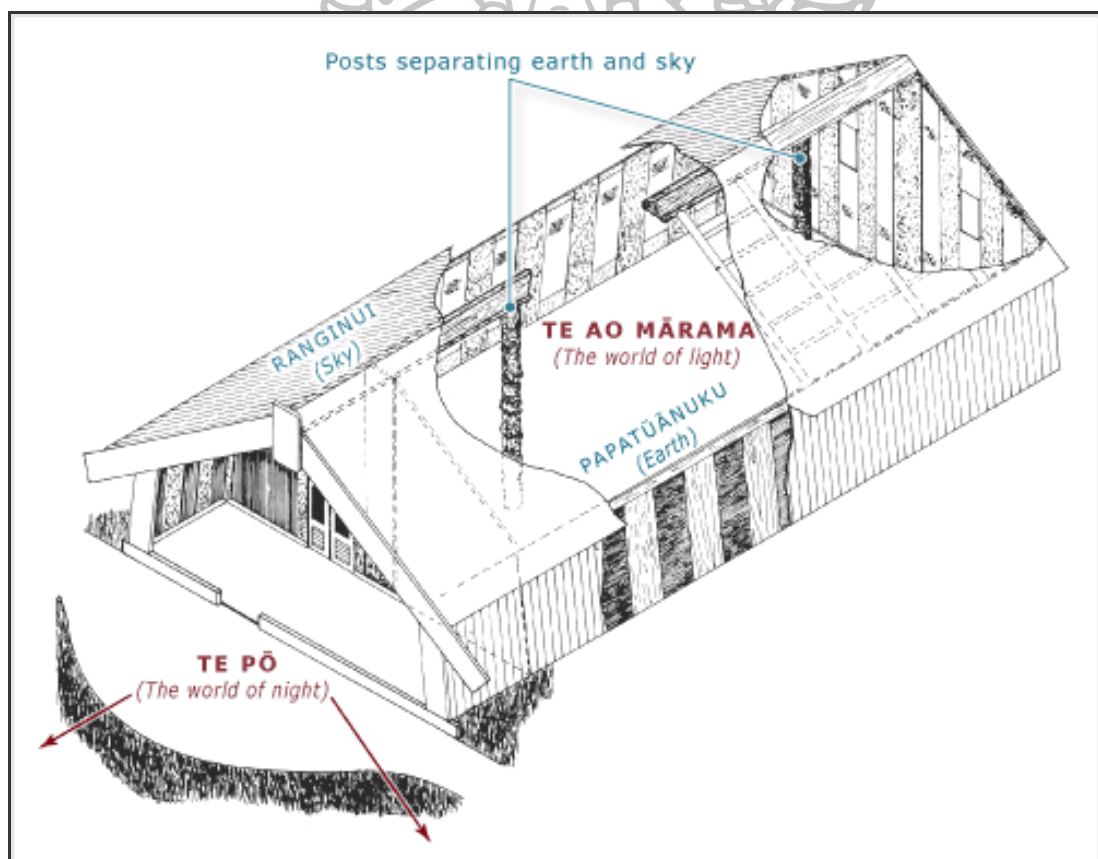 Posts separating earth and sky
RANGINUI
(Sky)
TE AO MĀRAMA
(The world of light)
PAPATŪĀNUKU
(Earth)
TE PŌ
(The world of night)